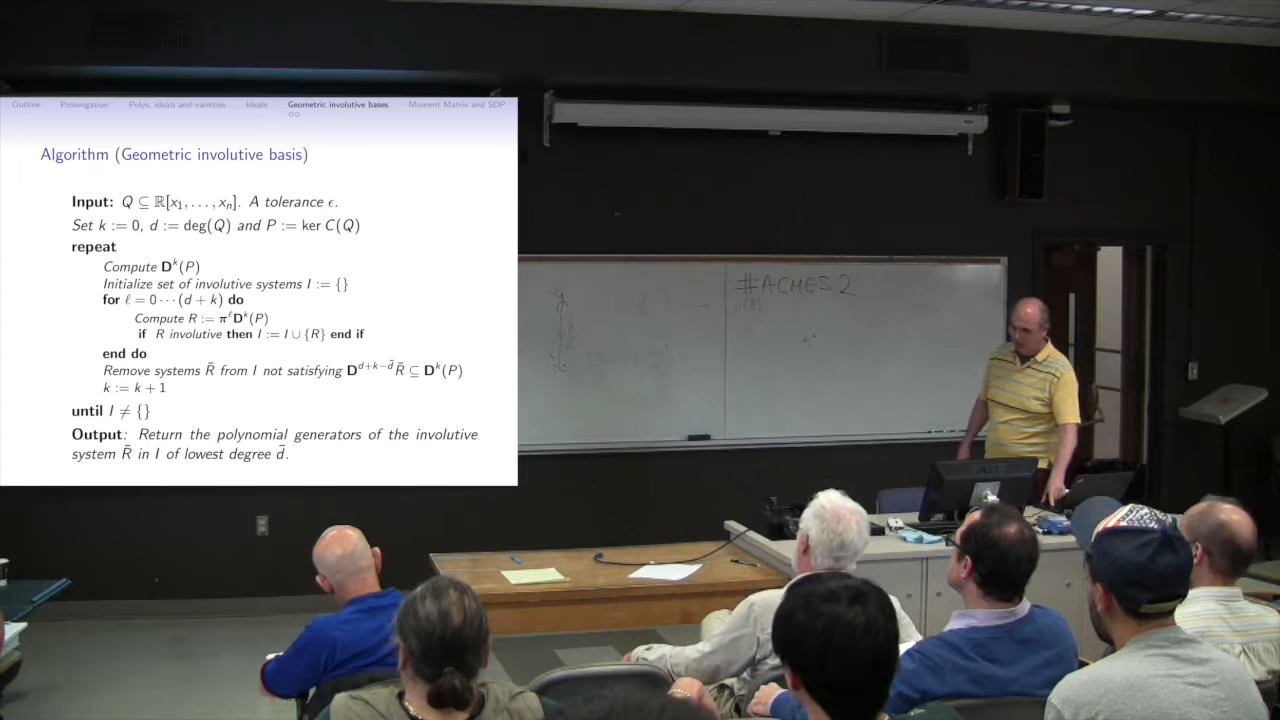 Outline Prolongation Polys, ideals and varieties Ideals Geometric involutive bases Moment Matrix and SDP
Algorithm (Geometric involutive basis)
Input: Q ⊆ ℝ[x₁, . . . , xₙ]. A tolerance ϵ.
Set k := 0, d := deg(Q) and P := ker C(Q)
repeat
Compute Dᵏ(P)
Initialize set of involutive systems I := {}
for ℓ = 0 · · · (d + k) do
Compute R := πˡDᵏ(P)
if R involutive then I := I ∪ {R} end if
end do
Remove systems R̄ from I not satisfying D^{d+k−d̄}R̄ ⊆ Dᵏ(P)
k := k + 1
until I ≠ {}
Output: Return the polynomial generators of the involutive
system R̄ in I of lowest degree d̄.
#ACMES 2